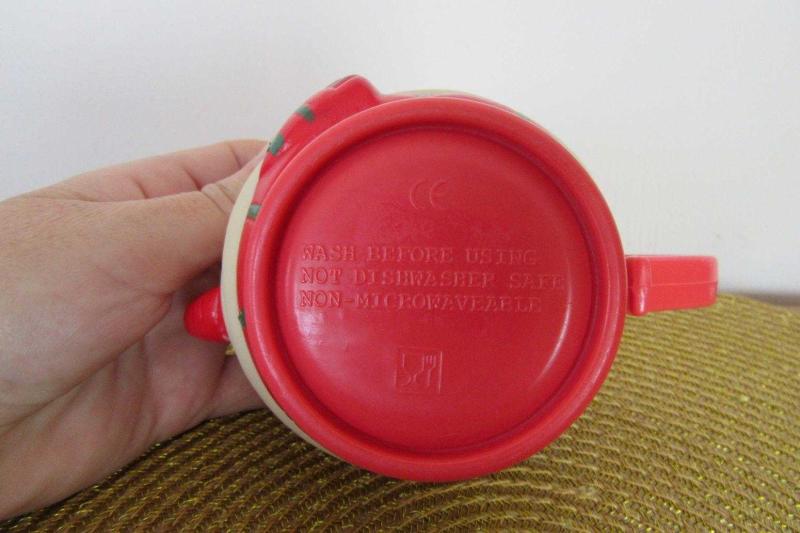 CE
WASH BEFORE USING
NOT DISHWASHER SAFE
NON-MICROWAVEABLE